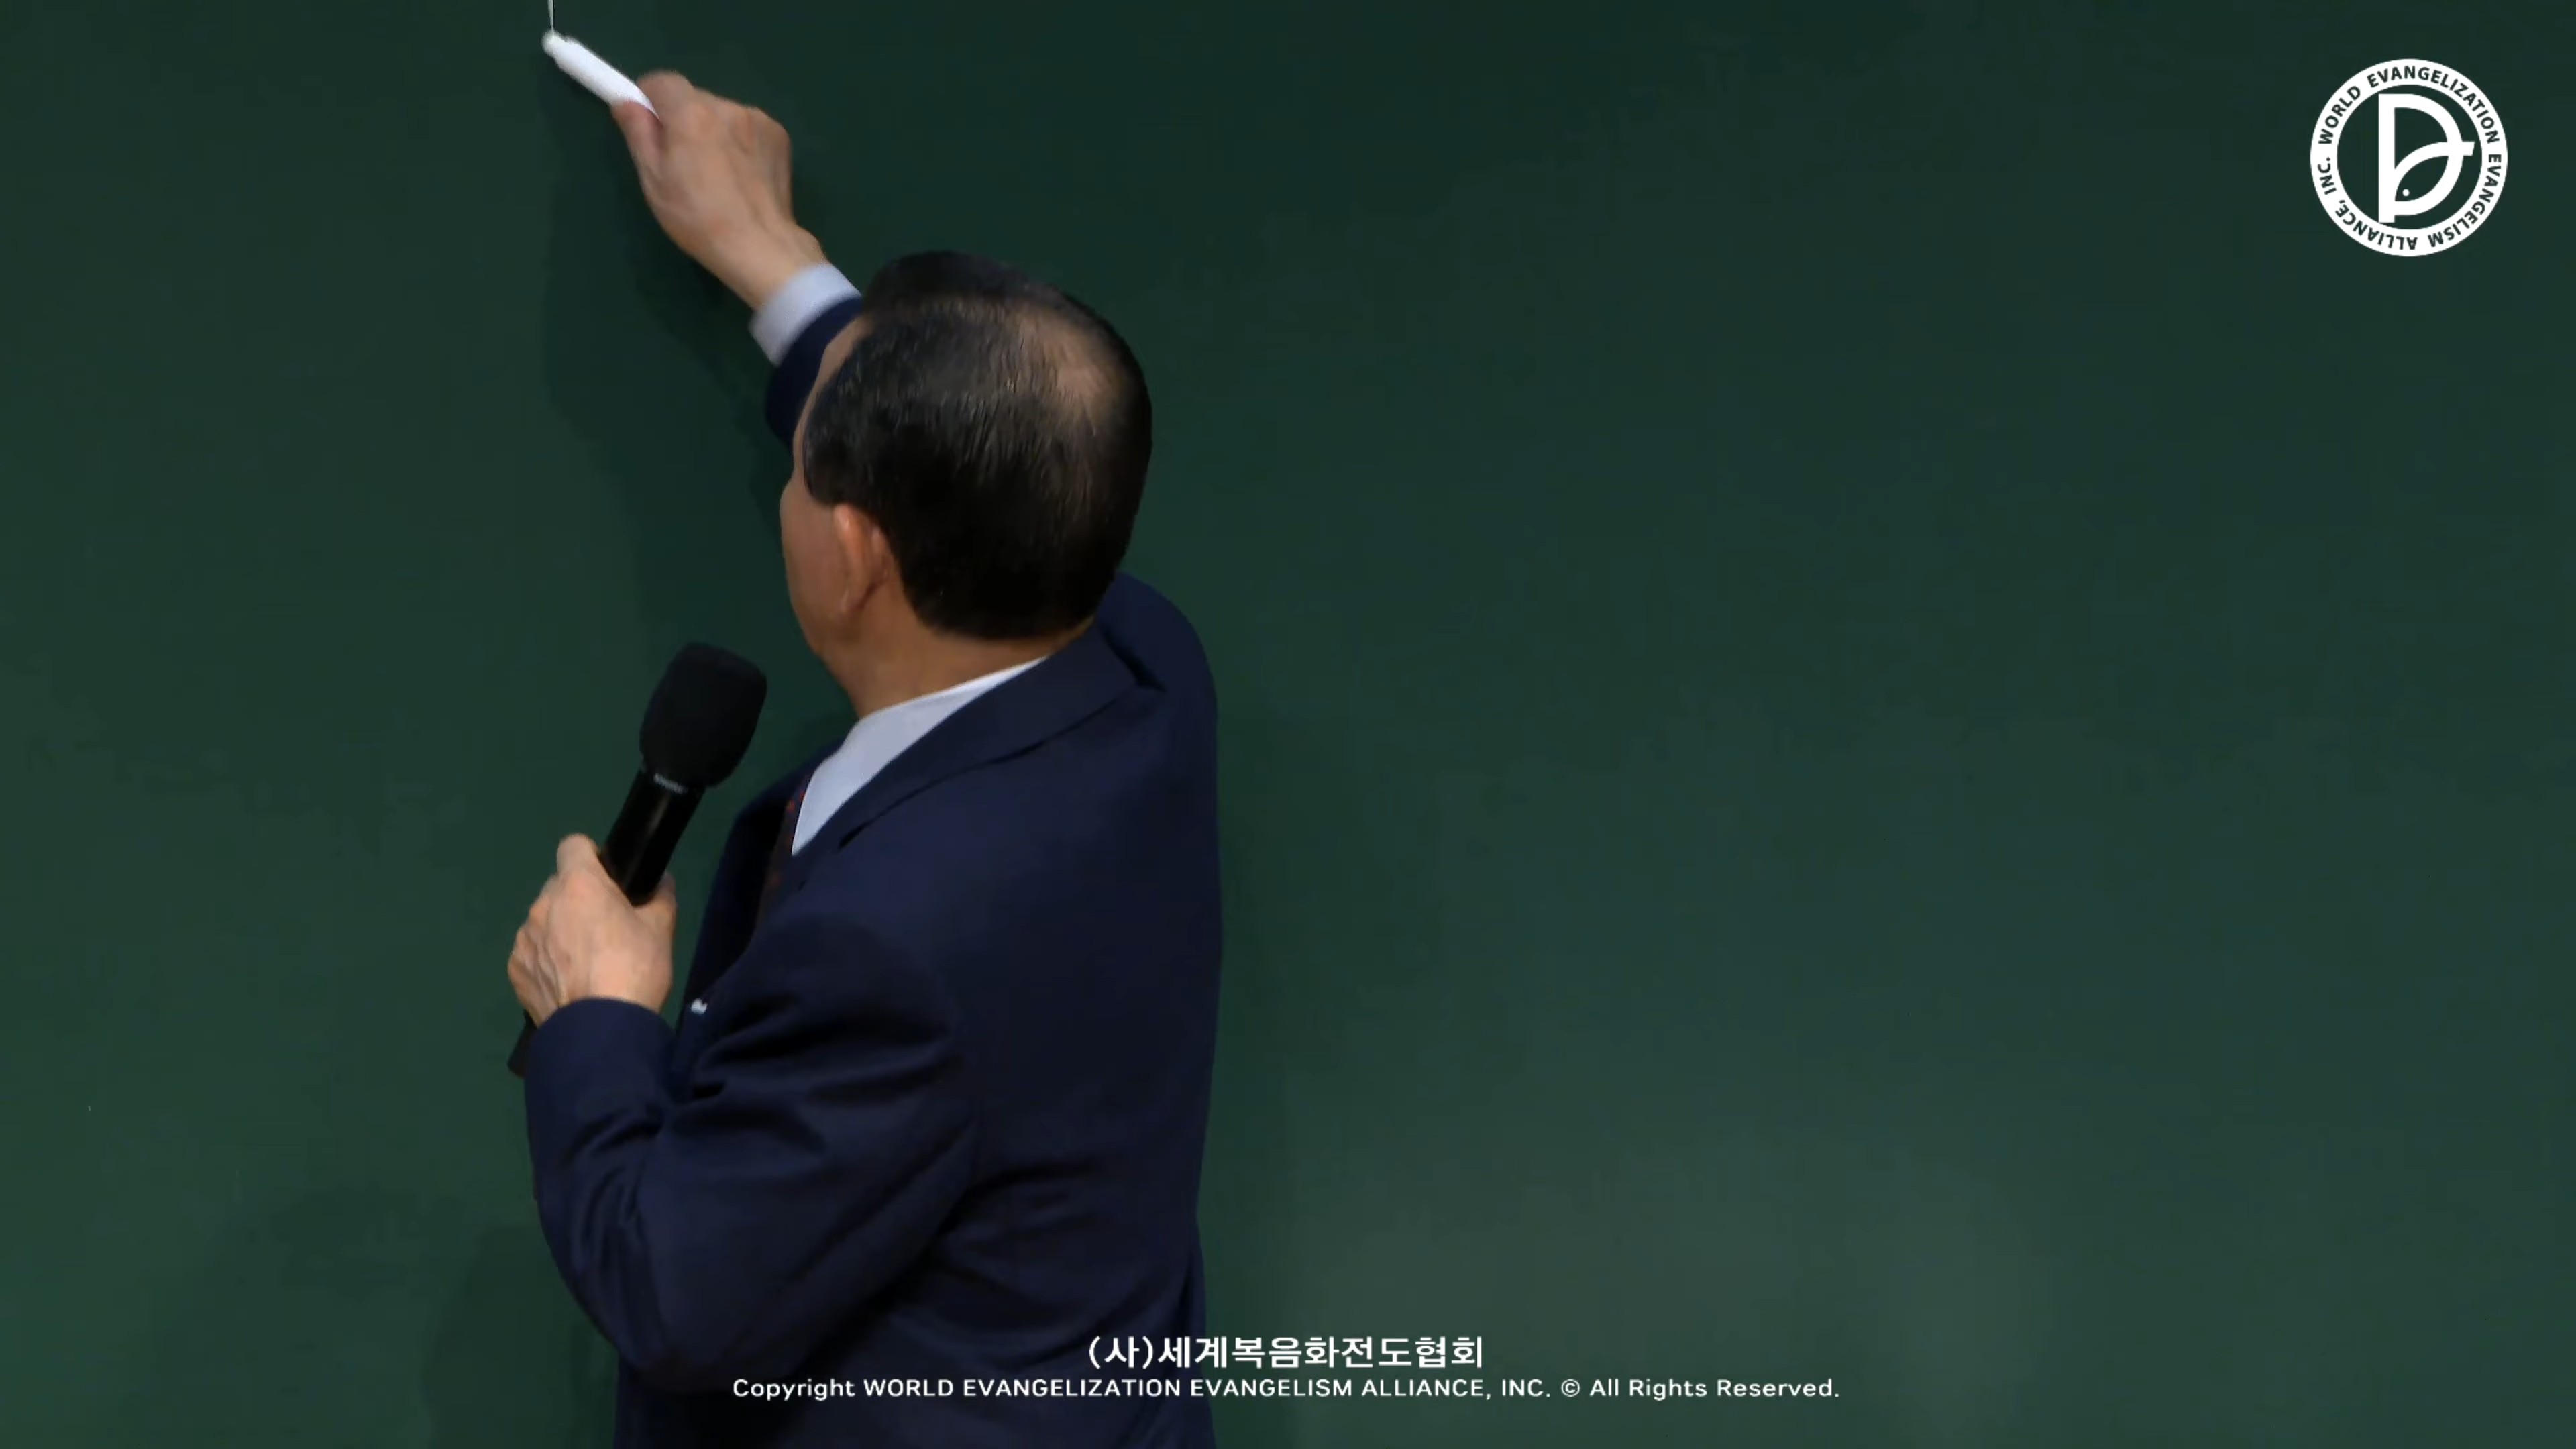 WORLD EVANGELIZATION EVANGELISM ALLIANCE, INC.
(사)세계복음화전도협회
Copyright WORLD EVANGELIZATION EVANGELISM ALLIANCE, INC. © All Rights Reserved.